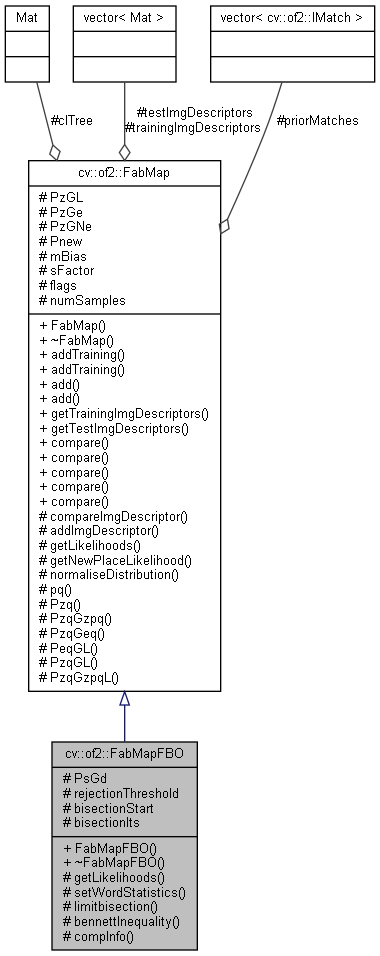 Mat
vector< Mat >
vector< cv::of2::IMatch >
#clTree
#testImgDescriptors
#trainingImgDescriptors
#priorMatches
cv::of2::FabMap
# PzGL
# PzGe
# PzGNe
# Pnew
# mBias
# sFactor
# flags
# numSamples
+ FabMap()
+ ~FabMap()
+ addTraining()
+ addTraining()
+ add()
+ add()
+ getTrainingImgDescriptors()
+ getTestImgDescriptors()
+ compare()
+ compare()
+ compare()
+ compare()
+ compare()
# compareImgDescriptor()
# addImgDescriptor()
# getLikelihoods()
# getNewPlaceLikelihood()
# normaliseDistribution()
# pq()
# Pzq()
# PzqGzpq()
# PzqGeq()
# PeqGL()
# PzqGL()
# PzqGzpqL()
cv::of2::FabMapFBO
# PsGd
# rejectionThreshold
# bisectionStart
# bisectionIts
+ FabMapFBO()
+ ~FabMapFBO()
# getLikelihoods()
# setWordStatistics()
# limitbisection()
# bennettInequality()
# compInfo()